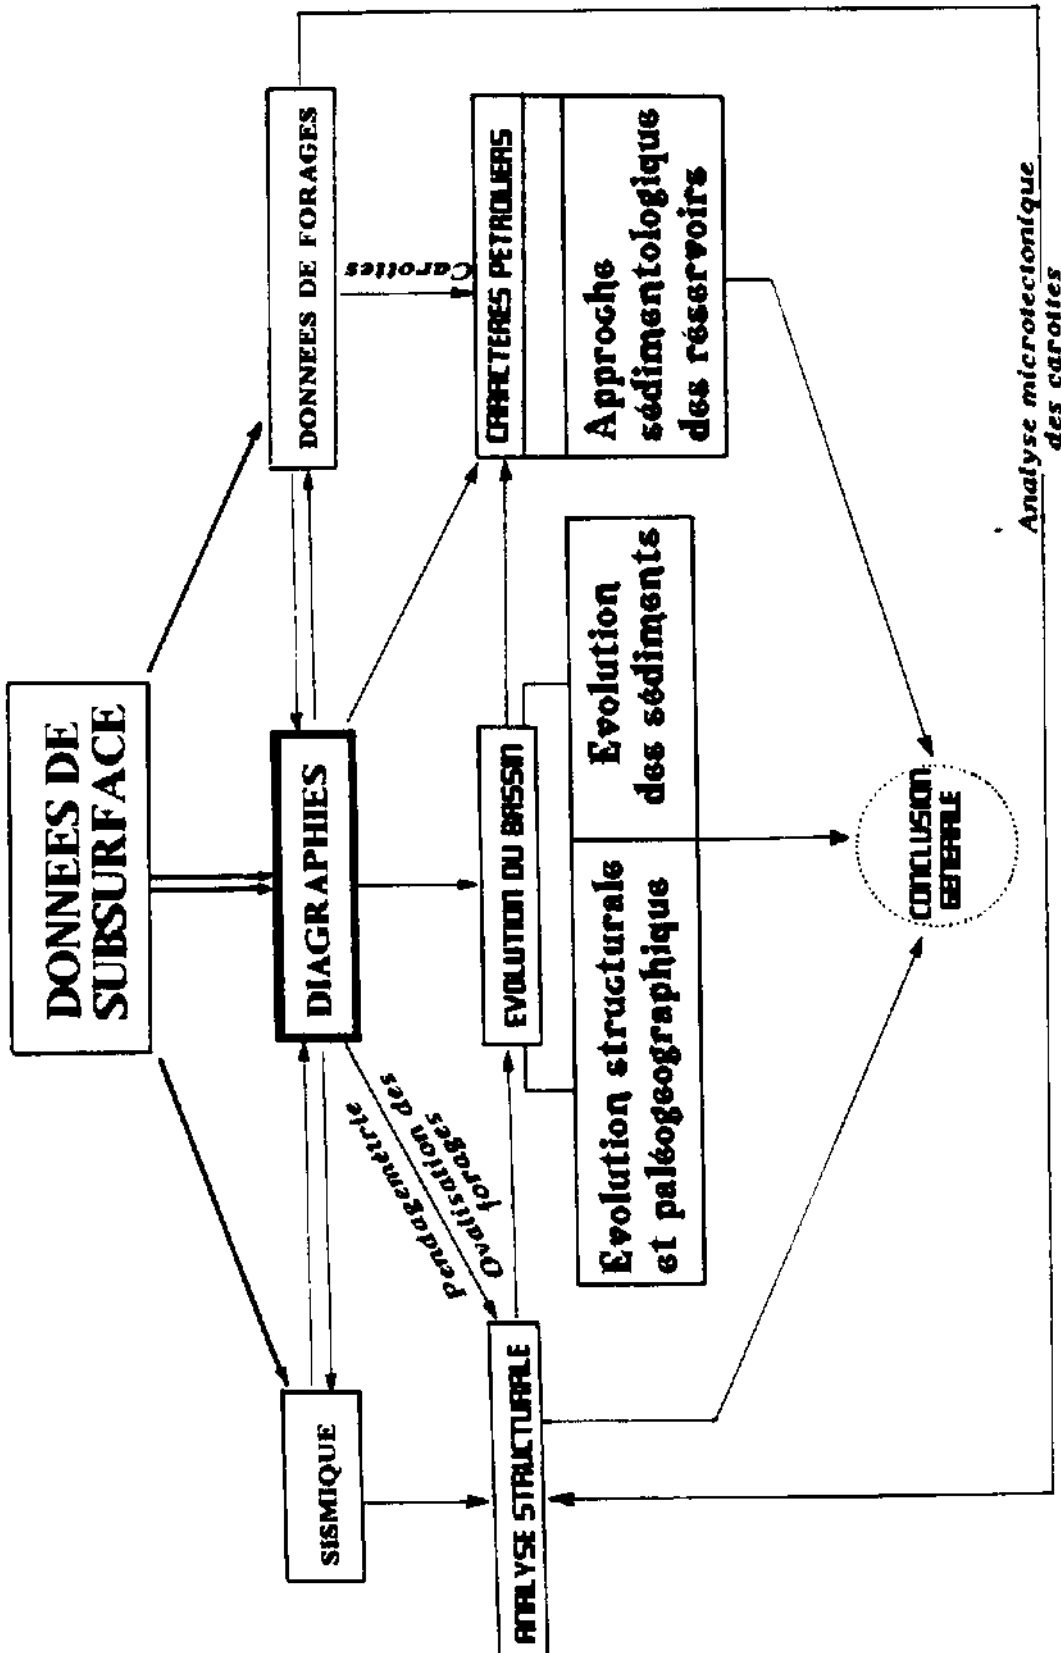 DONNEES DE
SUBSURFACE
SISMIQUE
DIAGRAPHIES
DONNEES DE FORAGES
Pendagemétrie
Ovalisation des
forages
Carottes
ANALYSE STRUCTURALE
EVOLUTION DU BASSIN
CARACTERES PETROLIERS
Evolution structurale
et paléogeographique
Evolution
des sédiments
Approche
sédimentologique
des réservoirs
CONCLUSION
GENERALE
Analyse microtectonique
des carottes